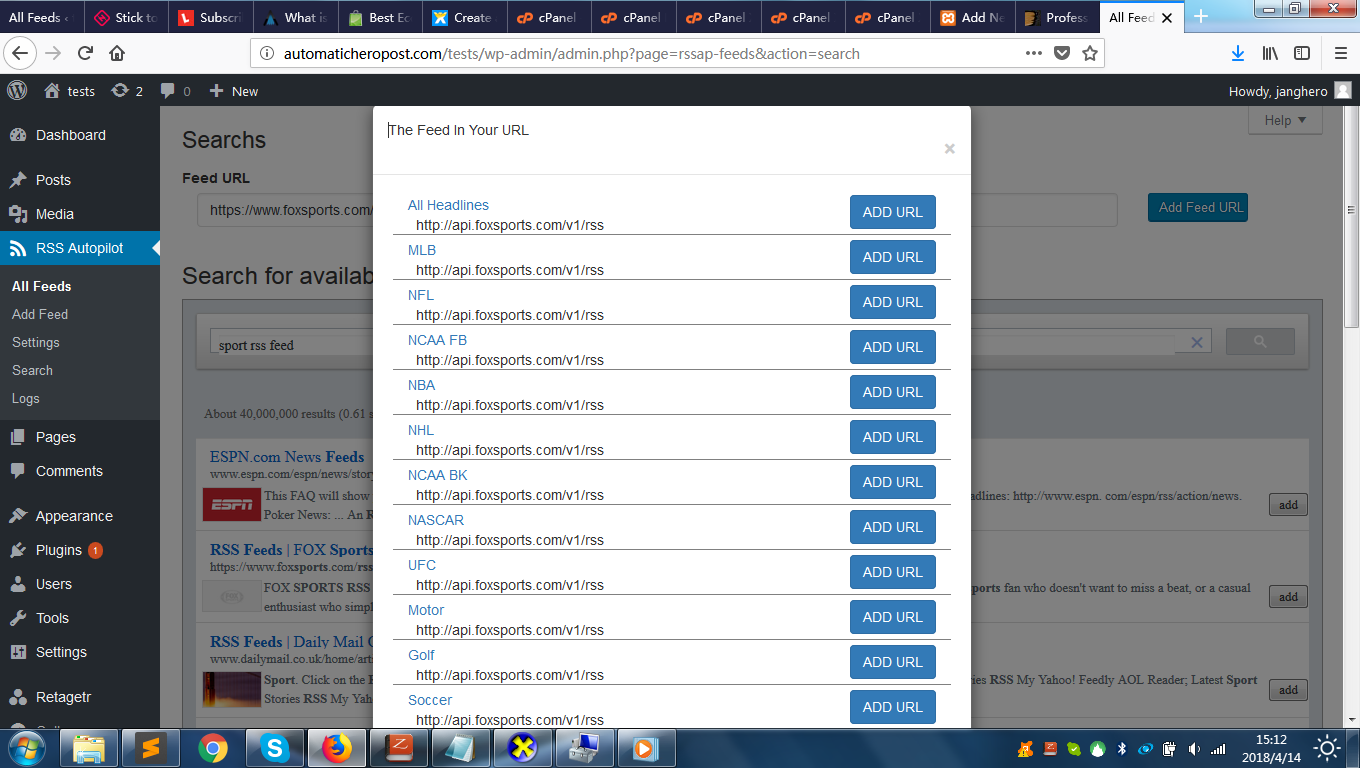 All Feeds ‹
Stick to
Subscri
What is
Best Ec
Create
cPanel
cPanel
cPanel
cPanel
cPanel
Add Ne
Profess
All Feed
automaticheropost.com/tests/wp-admin/admin.php?page=rssap-feeds&action=search
tests
2
0
New
Howdy, janghero
Dashboard
Posts
Media
RSS Autopilot
All Feeds
Add Feed
Settings
Search
Logs
Pages
Comments
Appearance
Plugins 1
Users
Tools
Settings
Retagetr
Searchs
Help
Feed URL
https://www.foxsports.com/
Add Feed URL
Search for availab
sport rss feed
About 40,000,000 results (0.61 s
ESPN.com News Feeds
www.espn.com/espn/news/story
ESPN
This FAQ will show
adlines: http://www.espn. com/espn/rss/action/news.
Poker News: ... An R
add
RSS Feeds | FOX Sports
https://www.foxsports.com/rss
FOX SPORTS RSS
ports fan who doesn't want to miss a beat, or a casual
enthusiast who simpl
add
RSS Feeds | Daily Mail O
www.dailymail.co.uk/home/arti
Sport. Click on the R
ies RSS My Yahoo! Feedly AOL Reader; Latest Sport
Stories RSS My Yah
add
The Feed In Your URL
×
All Headlines
http://api.foxsports.com/v1/rss
ADD URL
MLB
http://api.foxsports.com/v1/rss
ADD URL
NFL
http://api.foxsports.com/v1/rss
ADD URL
NCAA FB
http://api.foxsports.com/v1/rss
ADD URL
NBA
http://api.foxsports.com/v1/rss
ADD URL
NHL
http://api.foxsports.com/v1/rss
ADD URL
NCAA BK
http://api.foxsports.com/v1/rss
ADD URL
NASCAR
http://api.foxsports.com/v1/rss
ADD URL
UFC
http://api.foxsports.com/v1/rss
ADD URL
Motor
http://api.foxsports.com/v1/rss
ADD URL
Golf
http://api.foxsports.com/v1/rss
ADD URL
Soccer
http://api.foxsports.com/v1/rss
ADD URL
15:12
2018/4/14